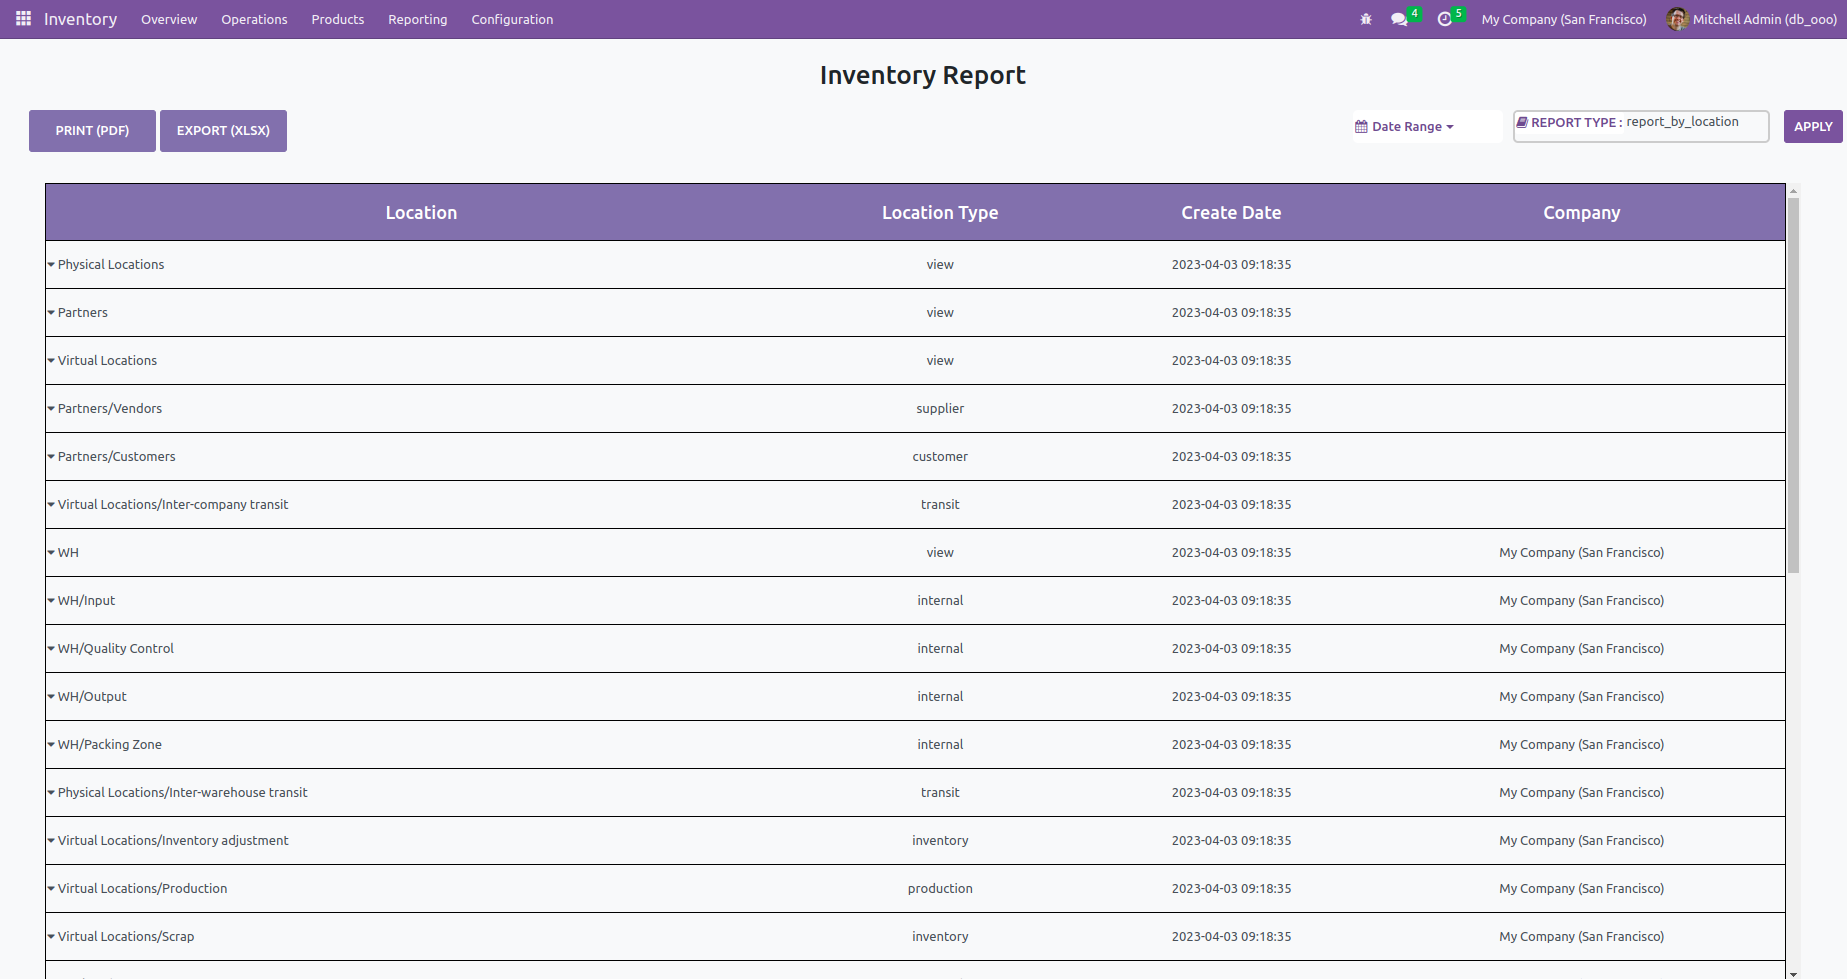 Inventory Overview Operations Products Reporting Configuration 4 5 My Company (San Francisco) Mitchell Admin (db_ooo)
Inventory Report
PRINT (PDF) EXPORT (XLSX) Date Range REPORT TYPE : report_by_location APPLY
Location Location Type Create Date Company
Physical Locations view 2023-04-03 09:18:35
Partners view 2023-04-03 09:18:35
Virtual Locations view 2023-04-03 09:18:35
Partners/Vendors supplier 2023-04-03 09:18:35
Partners/Customers customer 2023-04-03 09:18:35
Virtual Locations/Inter-company transit transit 2023-04-03 09:18:35
WH view 2023-04-03 09:18:35 My Company (San Francisco)
WH/Input internal 2023-04-03 09:18:35 My Company (San Francisco)
WH/Quality Control internal 2023-04-03 09:18:35 My Company (San Francisco)
WH/Output internal 2023-04-03 09:18:35 My Company (San Francisco)
WH/Packing Zone internal 2023-04-03 09:18:35 My Company (San Francisco)
Physical Locations/Inter-warehouse transit transit 2023-04-03 09:18:35 My Company (San Francisco)
Virtual Locations/Inventory adjustment inventory 2023-04-03 09:18:35 My Company (San Francisco)
Virtual Locations/Production production 2023-04-03 09:18:35 My Company (San Francisco)
Virtual Locations/Scrap inventory 2023-04-03 09:18:35 My Company (San Francisco)